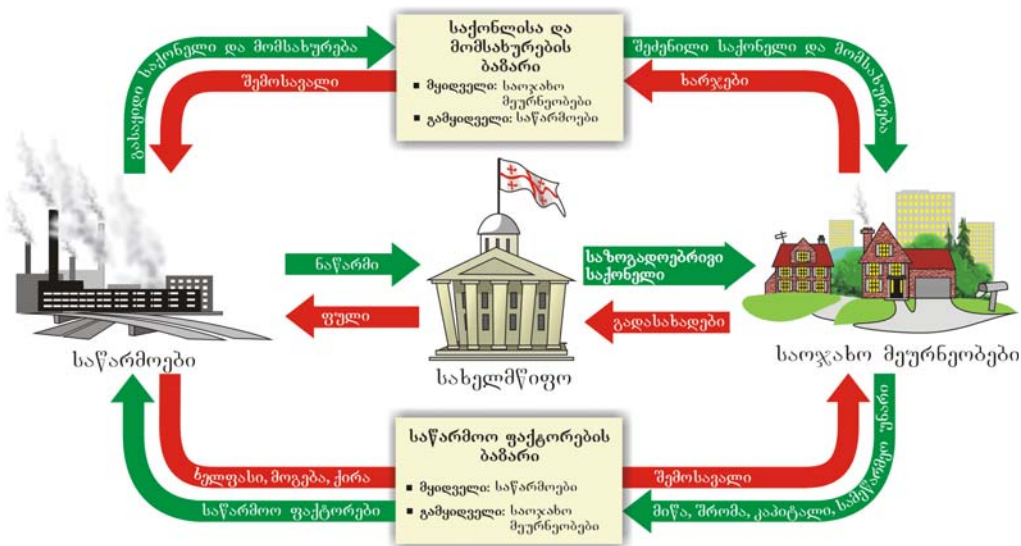 საქონლისა და
მომსახურების
ბაზარი
▪ მყიდველი: საოჯახო
მეურნეობები
▪ გამყიდველი: საწარმოები
გასაყიდი საქონელი და მომსახურება
შემოსავალი
შეძენილი საქონელი და მომსახურება
ხარჯები
ნაწარმი
ფული
საზოგადოებრივი
საქონელი
გადასახადები
საწარმოები
სახელმწიფო
საოჯახო მეურნეობები
საწარმოო ფაქტორების
ბაზარი
▪ მყიდველი: საწარმოები
▪ გამყიდველი: საოჯახო
მეურნეობები
ხელფასი, მოგება, ქირა
საწარმოო ფაქტორები
შემოსავალი
მიწა, შრომა, კაპიტალი, სამეწარმეო უნარი